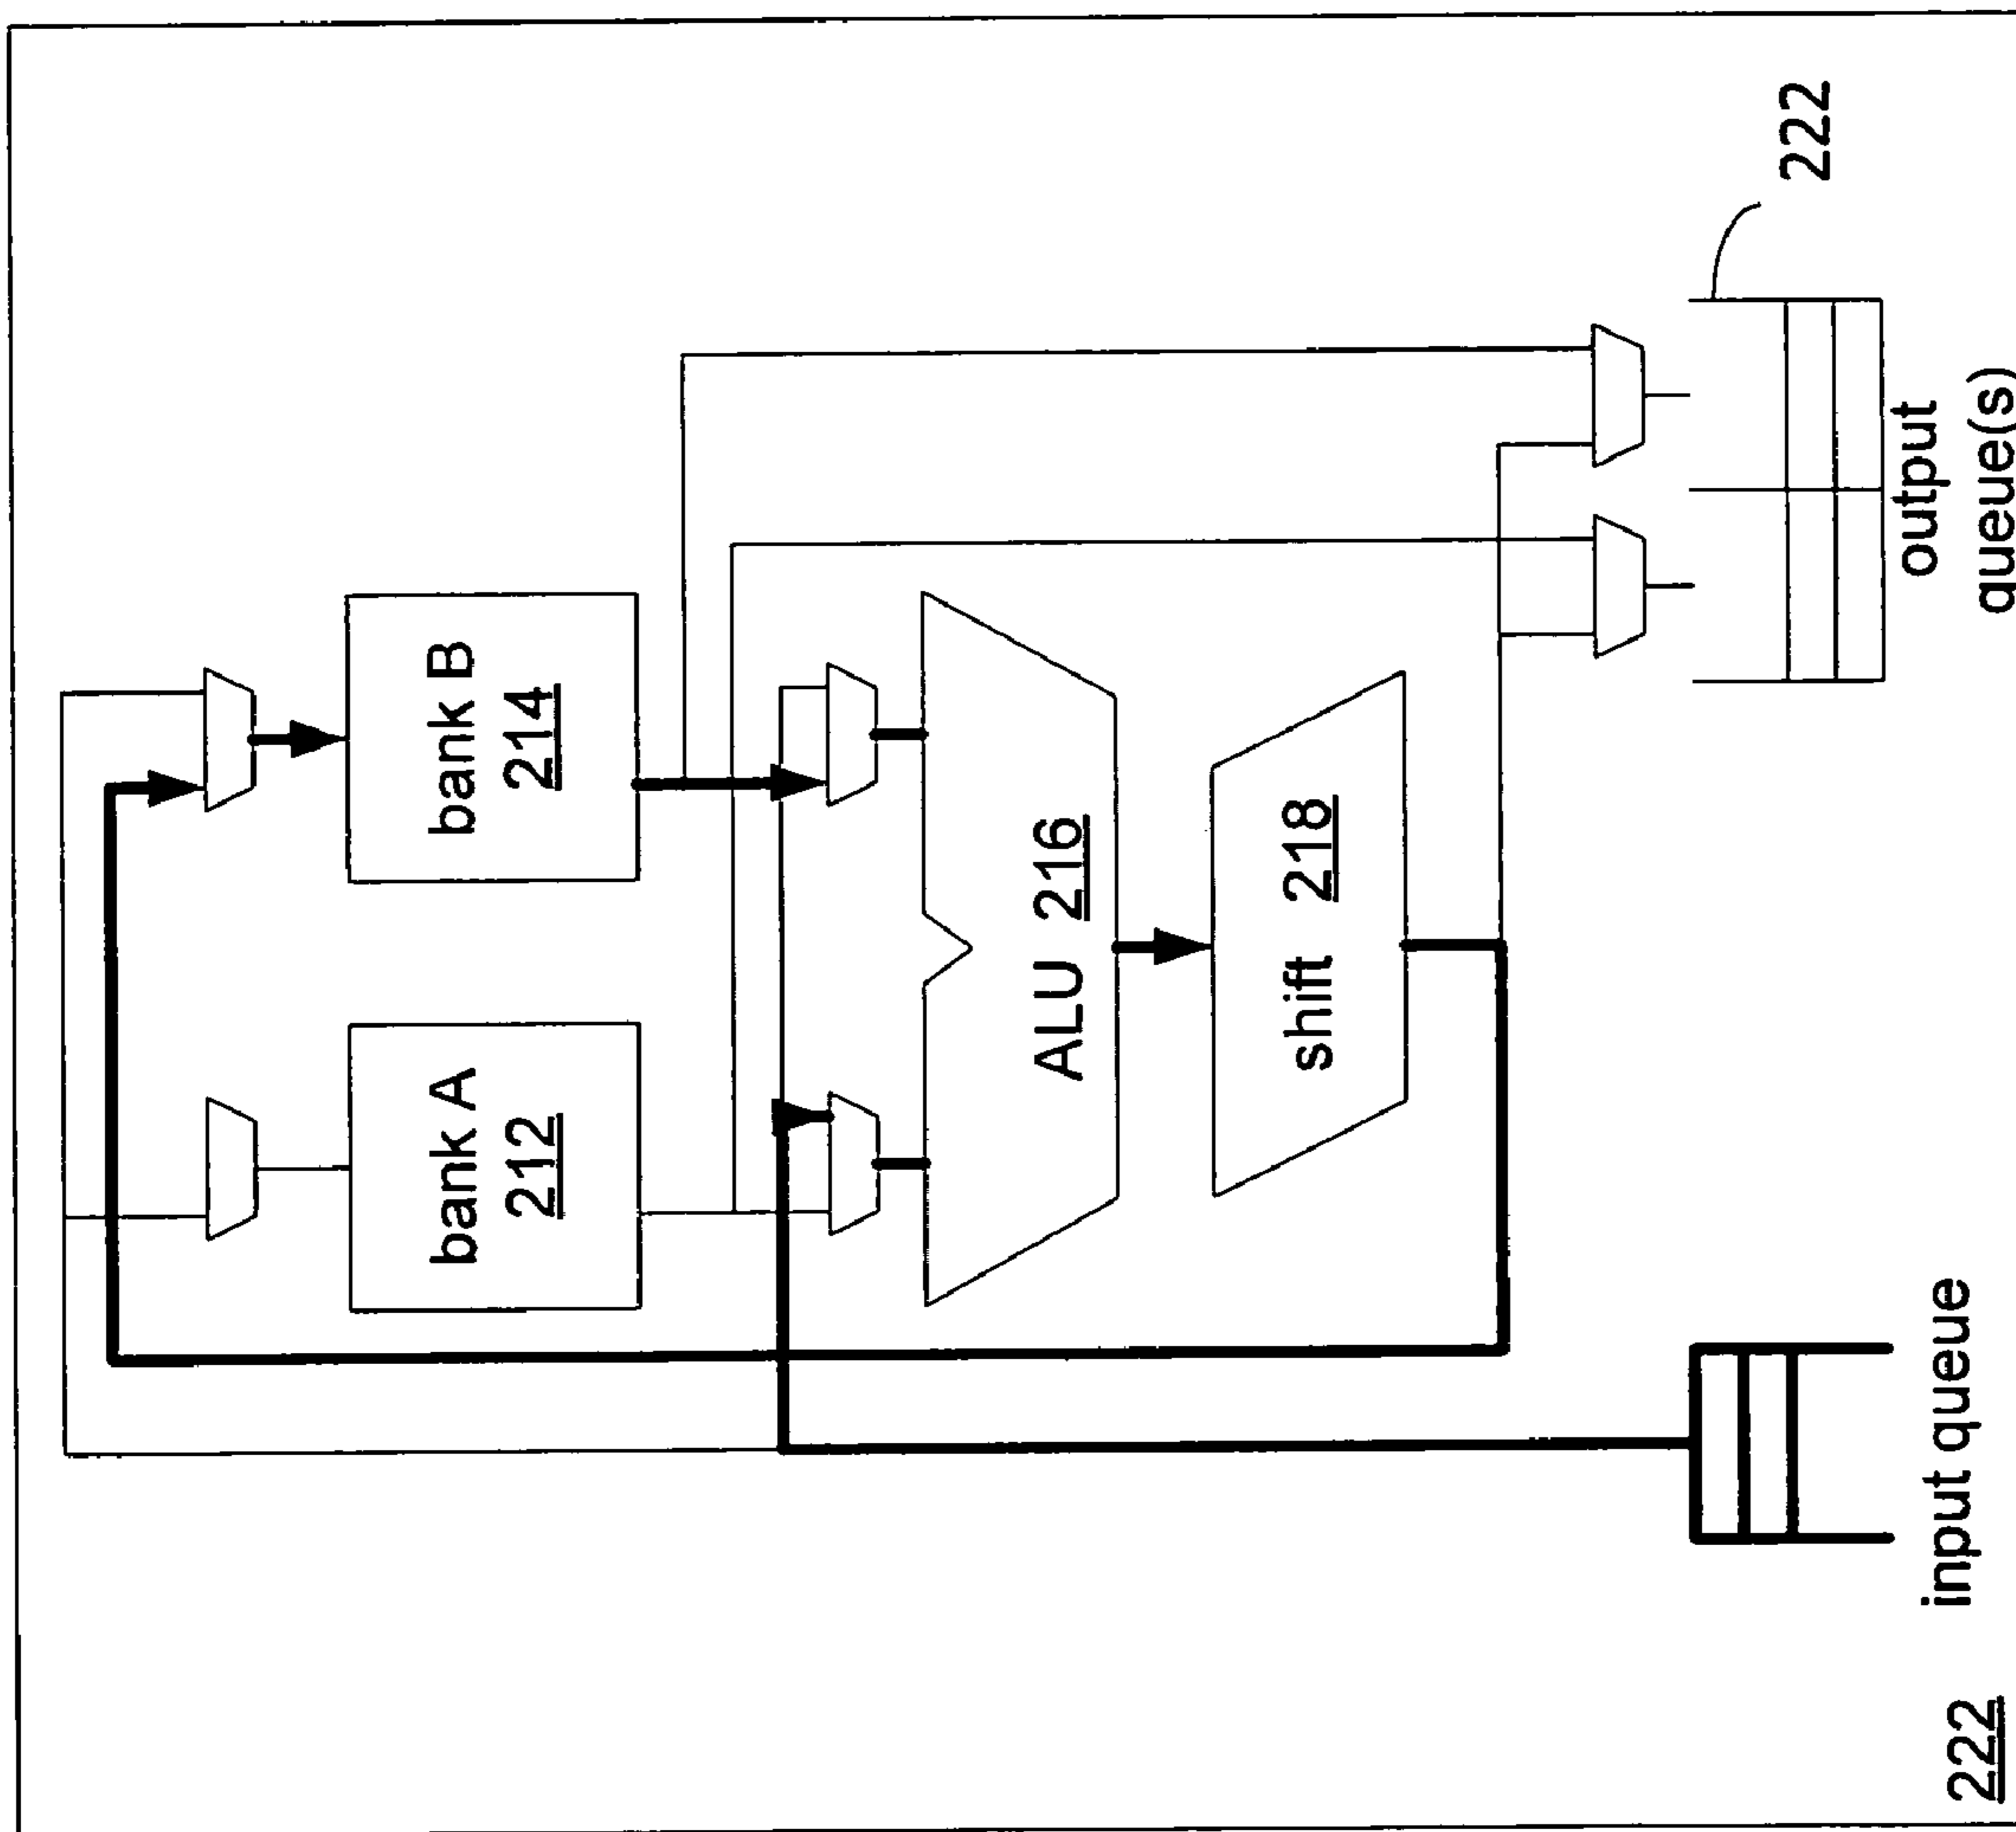 bank A
212
bank B
214
ALU 216
shift 218
222
input queue
output
queue(s)
222